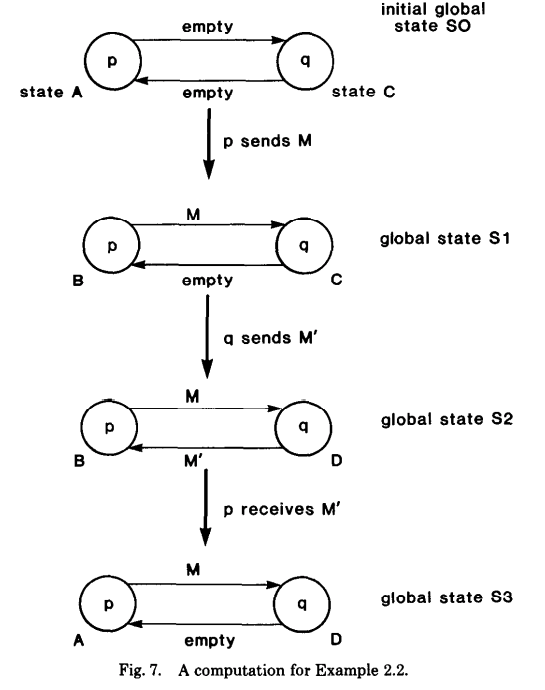 initial global
state S0
empty
p
q
state A
empty
state C
p sends M
M
p
q
global state S1
B
empty
C
q sends M′
M
p
q
global state S2
B
M′
D
p receives M′
M
p
q
global state S3
A
empty
D
Fig. 7. A computation for Example 2.2.